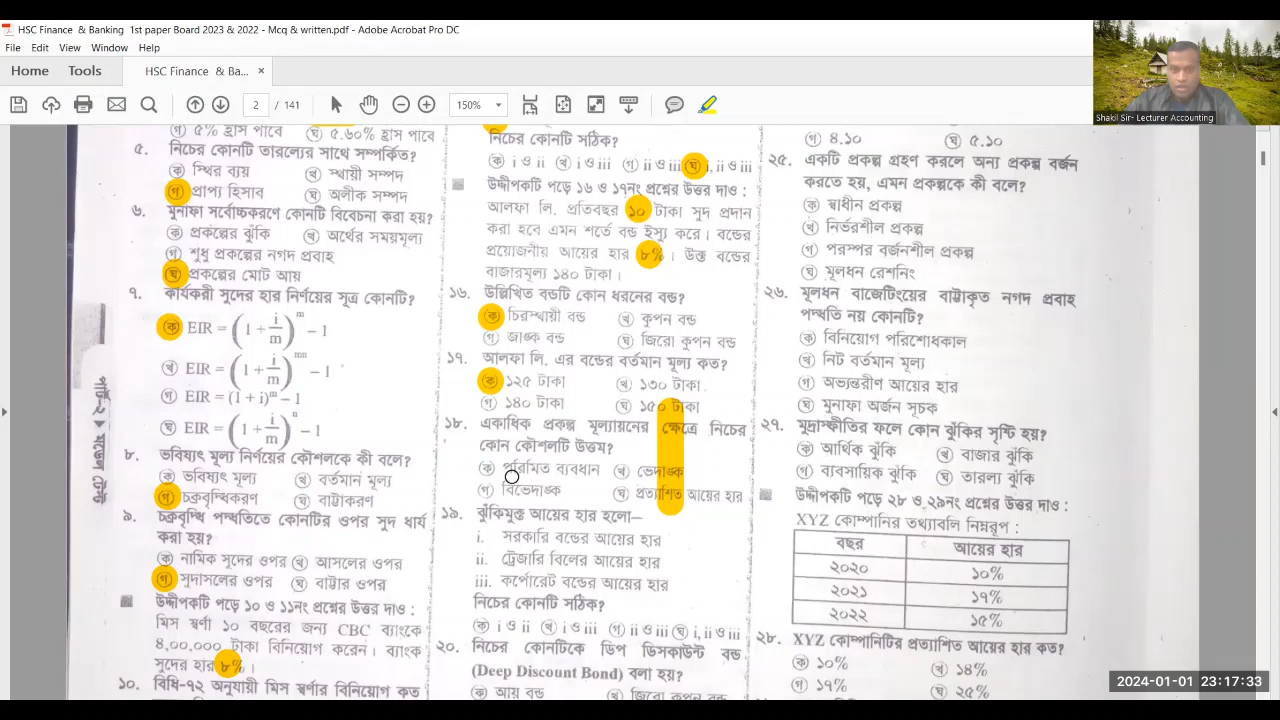 HSC Finance & Banking 1st paper Board 2023 & 2022 - Mcq & written.pdf - Adobe Acrobat Pro DC
File Edit View Window Help
Home Tools HSC Finance & Ba... ×
2 / 141 150%
Shakil Sir- Lecturer Accounting
পার্ট-২ ▶ মডেল টেস্ট
গ ৫% হ্রাস পাবে ঘ ৫.৬০% হ্রাস পাবে
৫. নিচের কোনটি তারল্যের সাথে সম্পর্কিত?
ক স্থির ব্যয় খ স্থায়ী সম্পদ
গ প্রাপ্য হিসাব ঘ অলীক সম্পদ
৬. মুনাফা সর্বোচ্চকরণে কোনটি বিবেচনা করা হয়?
ক প্রকল্পের ঝুঁকি খ অর্থের সময়মূল্য
গ শুধু প্রকল্পের নগদ প্রবাহ
ঘ প্রকল্পের মোট আয়
৭. কার্যকরী সুদের হার নির্ণয়ের সূত্র কোনটি?
ক EIR = (1 + i/m)^m − 1
খ EIR = (1 + i/m)^mn − 1
গ EIR = (1 + i)^m − 1
ঘ EIR = (1 + i/m)^n − 1
৮. ভবিষ্যৎ মূল্য নির্ণয়ের কৌশলকে কী বলে?
ক ভবিষ্যৎ মূল্য খ বর্তমান মূল্য
গ চক্রবৃদ্ধিকরণ ঘ বাট্টাকরণ
৯. চক্রবৃদ্ধি পদ্ধতিতে কোনটির ওপর সুদ ধার্য
করা হয়?
ক নামিক সুদের ওপর খ আসলের ওপর
গ সুদাসলের ওপর ঘ বাট্টার ওপর
উদ্দীপকটি পড়ে ১০ ও ১১নং প্রশ্নের উত্তর দাও :
মিস স্বর্ণা ১০ বছরের জন্য CBC ব্যাংকে
৪,০০,০০০ টাকা বিনিয়োগ করেন। ব্যাংক
সুদের হার ৮%।
১০. বিধি-৭২ অনুযায়ী মিস স্বর্ণার বিনিয়োগ কত
নিচের কোনটি সঠিক?
ক i ও ii খ i ও iii গ ii ও iii ঘ i, ii ও iii
উদ্দীপকটি পড়ে ১৬ ও ১৭নং প্রশ্নের উত্তর দাও :
আলফা লি. প্রতিবছর ১০ টাকা সুদ প্রদান
করা হবে এমন শর্তে বন্ড ইস্যু করে। বন্ডের
প্রয়োজনীয় আয়ের হার ৮%। উক্ত বন্ডের
বাজারমূল্য ১৪০ টাকা।
১৬. উল্লিখিত বন্ডটি কোন ধরনের বন্ড?
ক চিরস্থায়ী বন্ড খ কুপন বন্ড
গ জাঙ্ক বন্ড ঘ জিরো কুপন বন্ড
১৭. আলফা লি. এর বন্ডের বর্তমান মূল্য কত?
ক ১২৫ টাকা খ ১৩০ টাকা
গ ১৪০ টাকা ঘ ১৫০ টাকা
১৮. একাধিক প্রকল্প মূল্যায়নের ক্ষেত্রে নিচের
কোন কৌশলটি উত্তম?
ক পরিমিত ব্যবধান খ ভেদাঙ্ক
গ বিভেদাঙ্ক ঘ প্রত্যাশিত আয়ের হার
১৯. ঝুঁকিমুক্ত আয়ের হার হলো—
i. সরকারি বন্ডের আয়ের হার
ii. ট্রেজারি বিলের আয়ের হার
iii. কর্পোরেট বন্ডের আয়ের হার
নিচের কোনটি সঠিক?
ক i ও ii খ i ও iii গ ii ও iii ঘ i, ii ও iii
২০. নিচের কোনটিকে ডিপ ডিসকাউন্ট বন্ড
(Deep Discount Bond) বলা হয়?
ক আয় বন্ড খ জিরো কুপন বন্ড
গ ৪.১০ ঘ ৫.১০
২৫. একটি প্রকল্প গ্রহণ করলে অন্য প্রকল্প বর্জন
করতে হয়, এমন প্রকল্পকে কী বলে?
ক স্বাধীন প্রকল্প
খ নির্ভরশীল প্রকল্প
গ পরস্পর বর্জনশীল প্রকল্প
ঘ মূলধন রেশনিং
২৬. মূলধন বাজেটিংয়ের বাট্টাকৃত নগদ প্রবাহ
পদ্ধতি নয় কোনটি?
ক বিনিয়োগ পরিশোধকাল
খ নিট বর্তমান মূল্য
গ অভ্যন্তরীণ আয়ের হার
ঘ মুনাফা অর্জন সূচক
২৭. মুদ্রাস্ফীতির ফলে কোন ঝুঁকির সৃষ্টি হয়?
ক আর্থিক ঝুঁকি খ বাজার ঝুঁকি
গ ব্যবসায়িক ঝুঁকি ঘ তারল্য ঝুঁকি
উদ্দীপকটি পড়ে ২৮ ও ২৯নং প্রশ্নের উত্তর দাও :
XYZ কোম্পানির তথ্যাবলি নিম্নরূপ :
বছর আয়ের হার
২০২০ ১০%
২০২১ ১৭%
২০২২ ১৫%
২৮. XYZ কোম্পানিটির প্রত্যাশিত আয়ের হার কত?
ক ১০% খ ১৪%
গ ১৭% ঘ ২৫%
2024-01-01 23:17:33